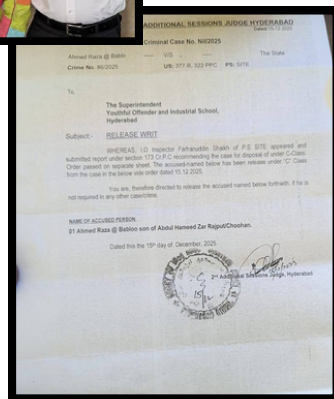 ADDITIONAL SESSIONS JUDGE HYDERABAD
Dated 15-12-2025
Criminal Case No. Nil/2025
Ahmed Raza @ Babloo V/S The State
Crime No. 86/2025 US: 377-B, 322 PPC PS: SITE
To,
The Superintendent
Youthful Offender and Industrial School,
Hyderabad
Subject:- RELEASE WRIT
WHEREAS, I.O Inspector Shaikh of P.S SITE appeared and
submitted report under section 173 Cr.P.C recommending the case for disposal of under C-Class.
Order passed on separate sheet. The accused-named below has been release under "C" Class
from the case in the below vide order dated 15.12.2025.
You are, therefore directed to release the accused named below forthwith, if he is
not required in any other case/crime.
NAME OF ACCUSED PERSON.
01 Ahmed Raza @ Babloo son of Abdul Hameed Zar Rajput/Choohan.
Dated this the 15th day of December, 2025.
2nd Additional Sessions Judge, Hyderabad